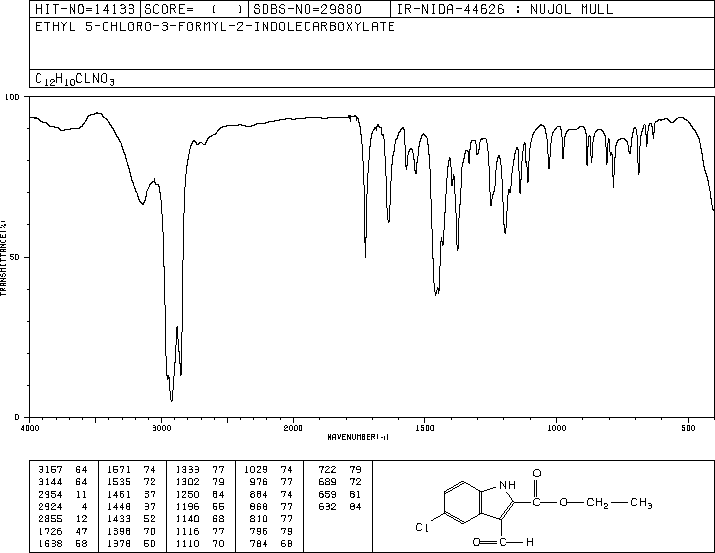 HIT-NO=14133 SCORE= ( ) SDBS-NO=29880 IR-NIDA-44626 : NUJOL MULL
ETHYL 5-CHLORO-3-FORMYL-2-INDOLECARBOXYLATE
C12H10CLNO3
100
50
0
TRANSMITTANCE(%)
4000 3000 2000 1500 1000 500
WAVENUMBER(-1)
3167 64 1571 74 1333 77 1029 74 722 79
3144 64 1535 72 1302 79 976 77 689 72
2954 11 1461 37 1250 64 884 74 659 81
2924 4 1448 37 1196 55 868 77 632 84
2855 12 1433 52 1140 68 810 77
1726 47 1398 70 1116 77 796 79
1638 68 1378 50 1110 70 784 68
O
NH
C—O—CH2—CH3
Cl
O=C—H